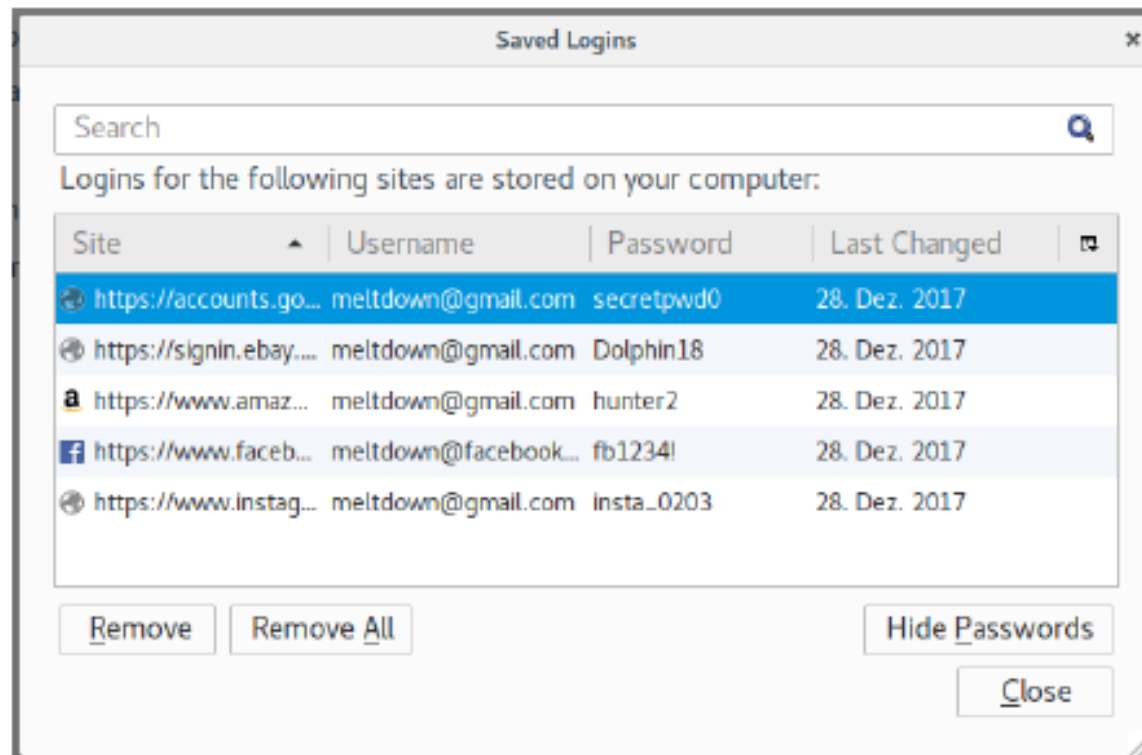 Saved Logins
Search
Logins for the following sites are stored on your computer:
Site Username Password Last Changed
https://accounts.go... meltdown@gmail.com secretpwd0 28. Dez. 2017
https://signin.ebay.... meltdown@gmail.com Dolphin18 28. Dez. 2017
https://www.amaz... meltdown@gmail.com hunter2 28. Dez. 2017
https://www.faceb... meltdown@facebook... fb1234! 28. Dez. 2017
https://www.instag... meltdown@gmail.com insta_0203 28. Dez. 2017
Remove Remove All Hide Passwords
Close